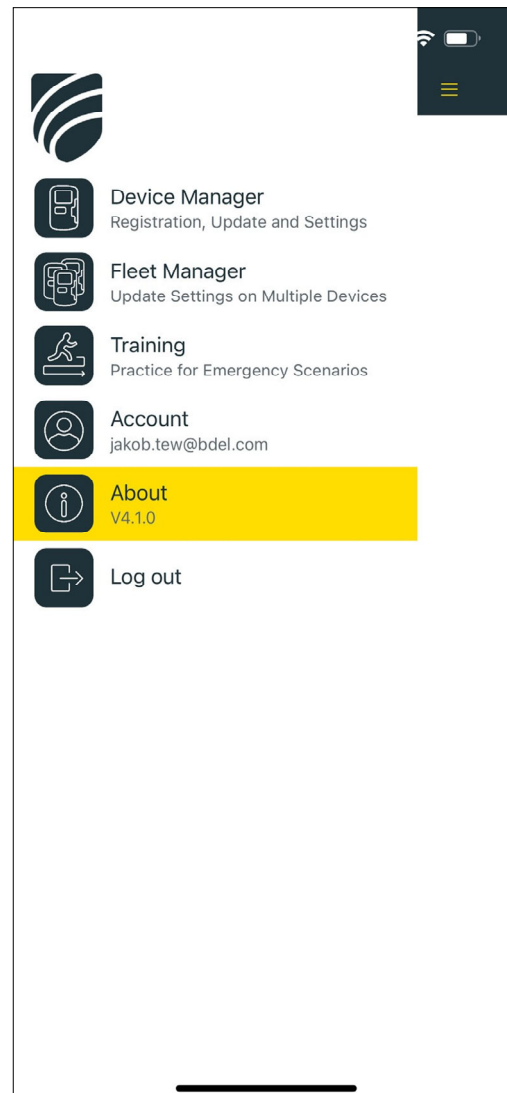 Device Manager
Registration, Update and Settings
Fleet Manager
Update Settings on Multiple Devices
Training
Practice for Emergency Scenarios
Account
jakob.tew@bdel.com
About
V4.1.0
Log out